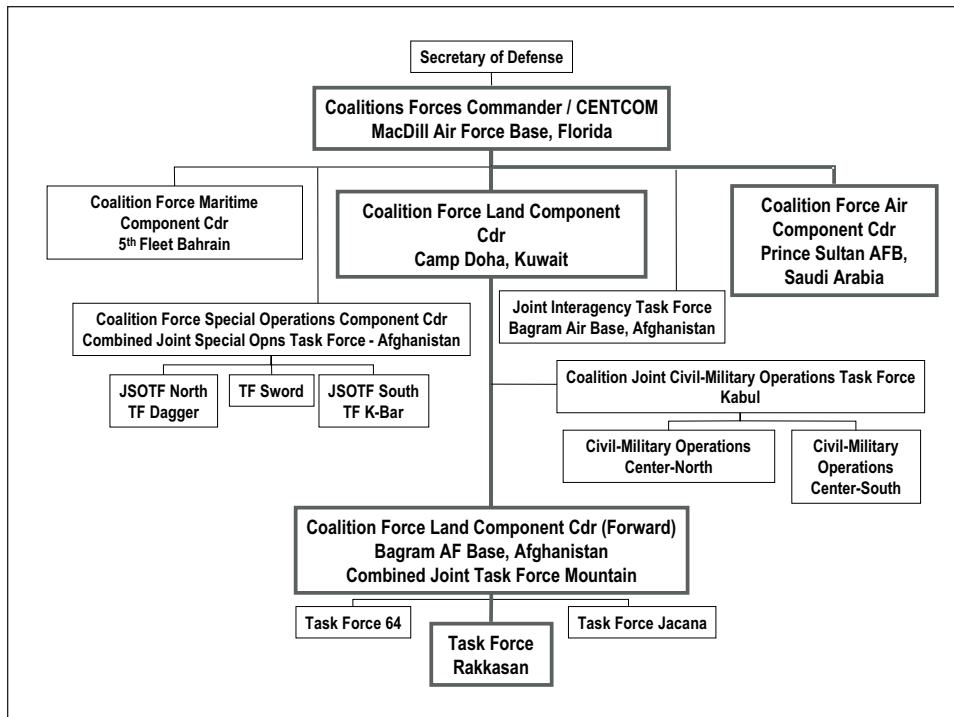 Secretary of Defense
Coalitions Forces Commander / CENTCOM
MacDill Air Force Base, Florida
Coalition Force Maritime
Component Cdr
5th Fleet Bahrain
Coalition Force Land Component
Cdr
Camp Doha, Kuwait
Coalition Force Air
Component Cdr
Prince Sultan AFB,
Saudi Arabia
Joint Interagency Task Force
Bagram Air Base, Afghanistan
Coalition Force Special Operations Component Cdr
Combined Joint Special Opns Task Force - Afghanistan
JSOTF North
TF Dagger
TF Sword
JSOTF South
TF K-Bar
Coalition Joint Civil-Military Operations Task Force
Kabul
Civil-Military Operations
Center-North
Civil-Military
Operations
Center-South
Coalition Force Land Component Cdr (Forward)
Bagram AF Base, Afghanistan
Combined Joint Task Force Mountain
Task Force 64
Task Force Jacana
Task Force
Rakkasan